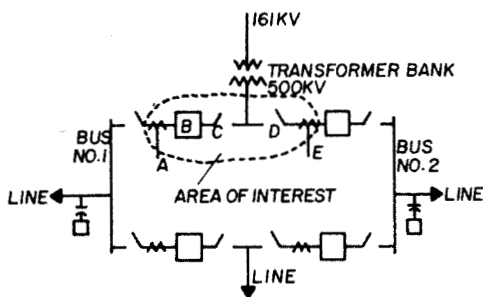 161KV
TRANSFORMER BANK
500KV
B
C
D
BUS
NO.1
A
E
BUS
NO.2
AREA OF INTEREST
LINE
LINE
LINE